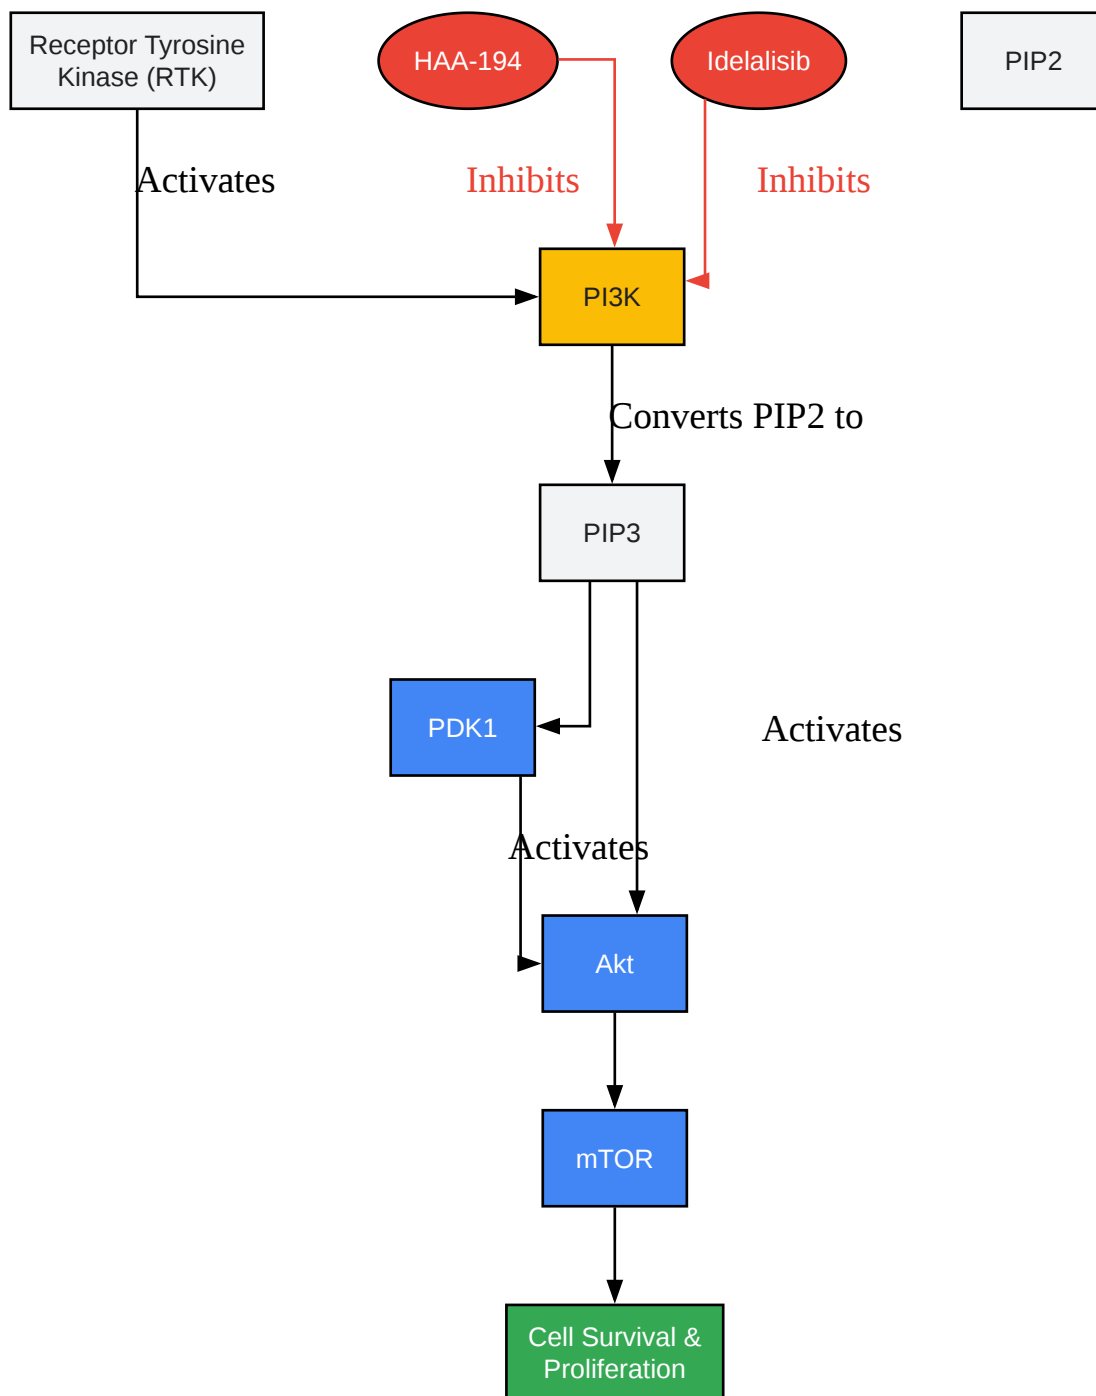 Receptor Tyrosine
Kinase (RTK)
HAA-194
Idelalisib
PIP2
Activates
Inhibits
Inhibits
PI3K
Converts PIP2 to
PIP3
PDK1
Activates
Activates
Akt
mTOR
Cell Survival &
Proliferation